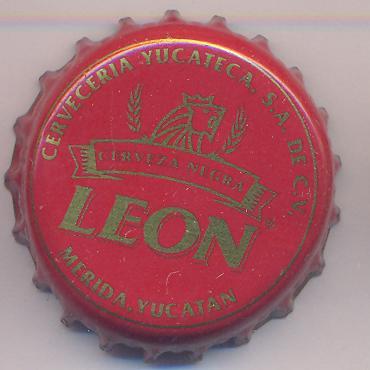 CERVECERIA YUCATECA, S.A. DE C.V.
CERVEZA NEGRA
LEON®
MERIDA, YUCATAN